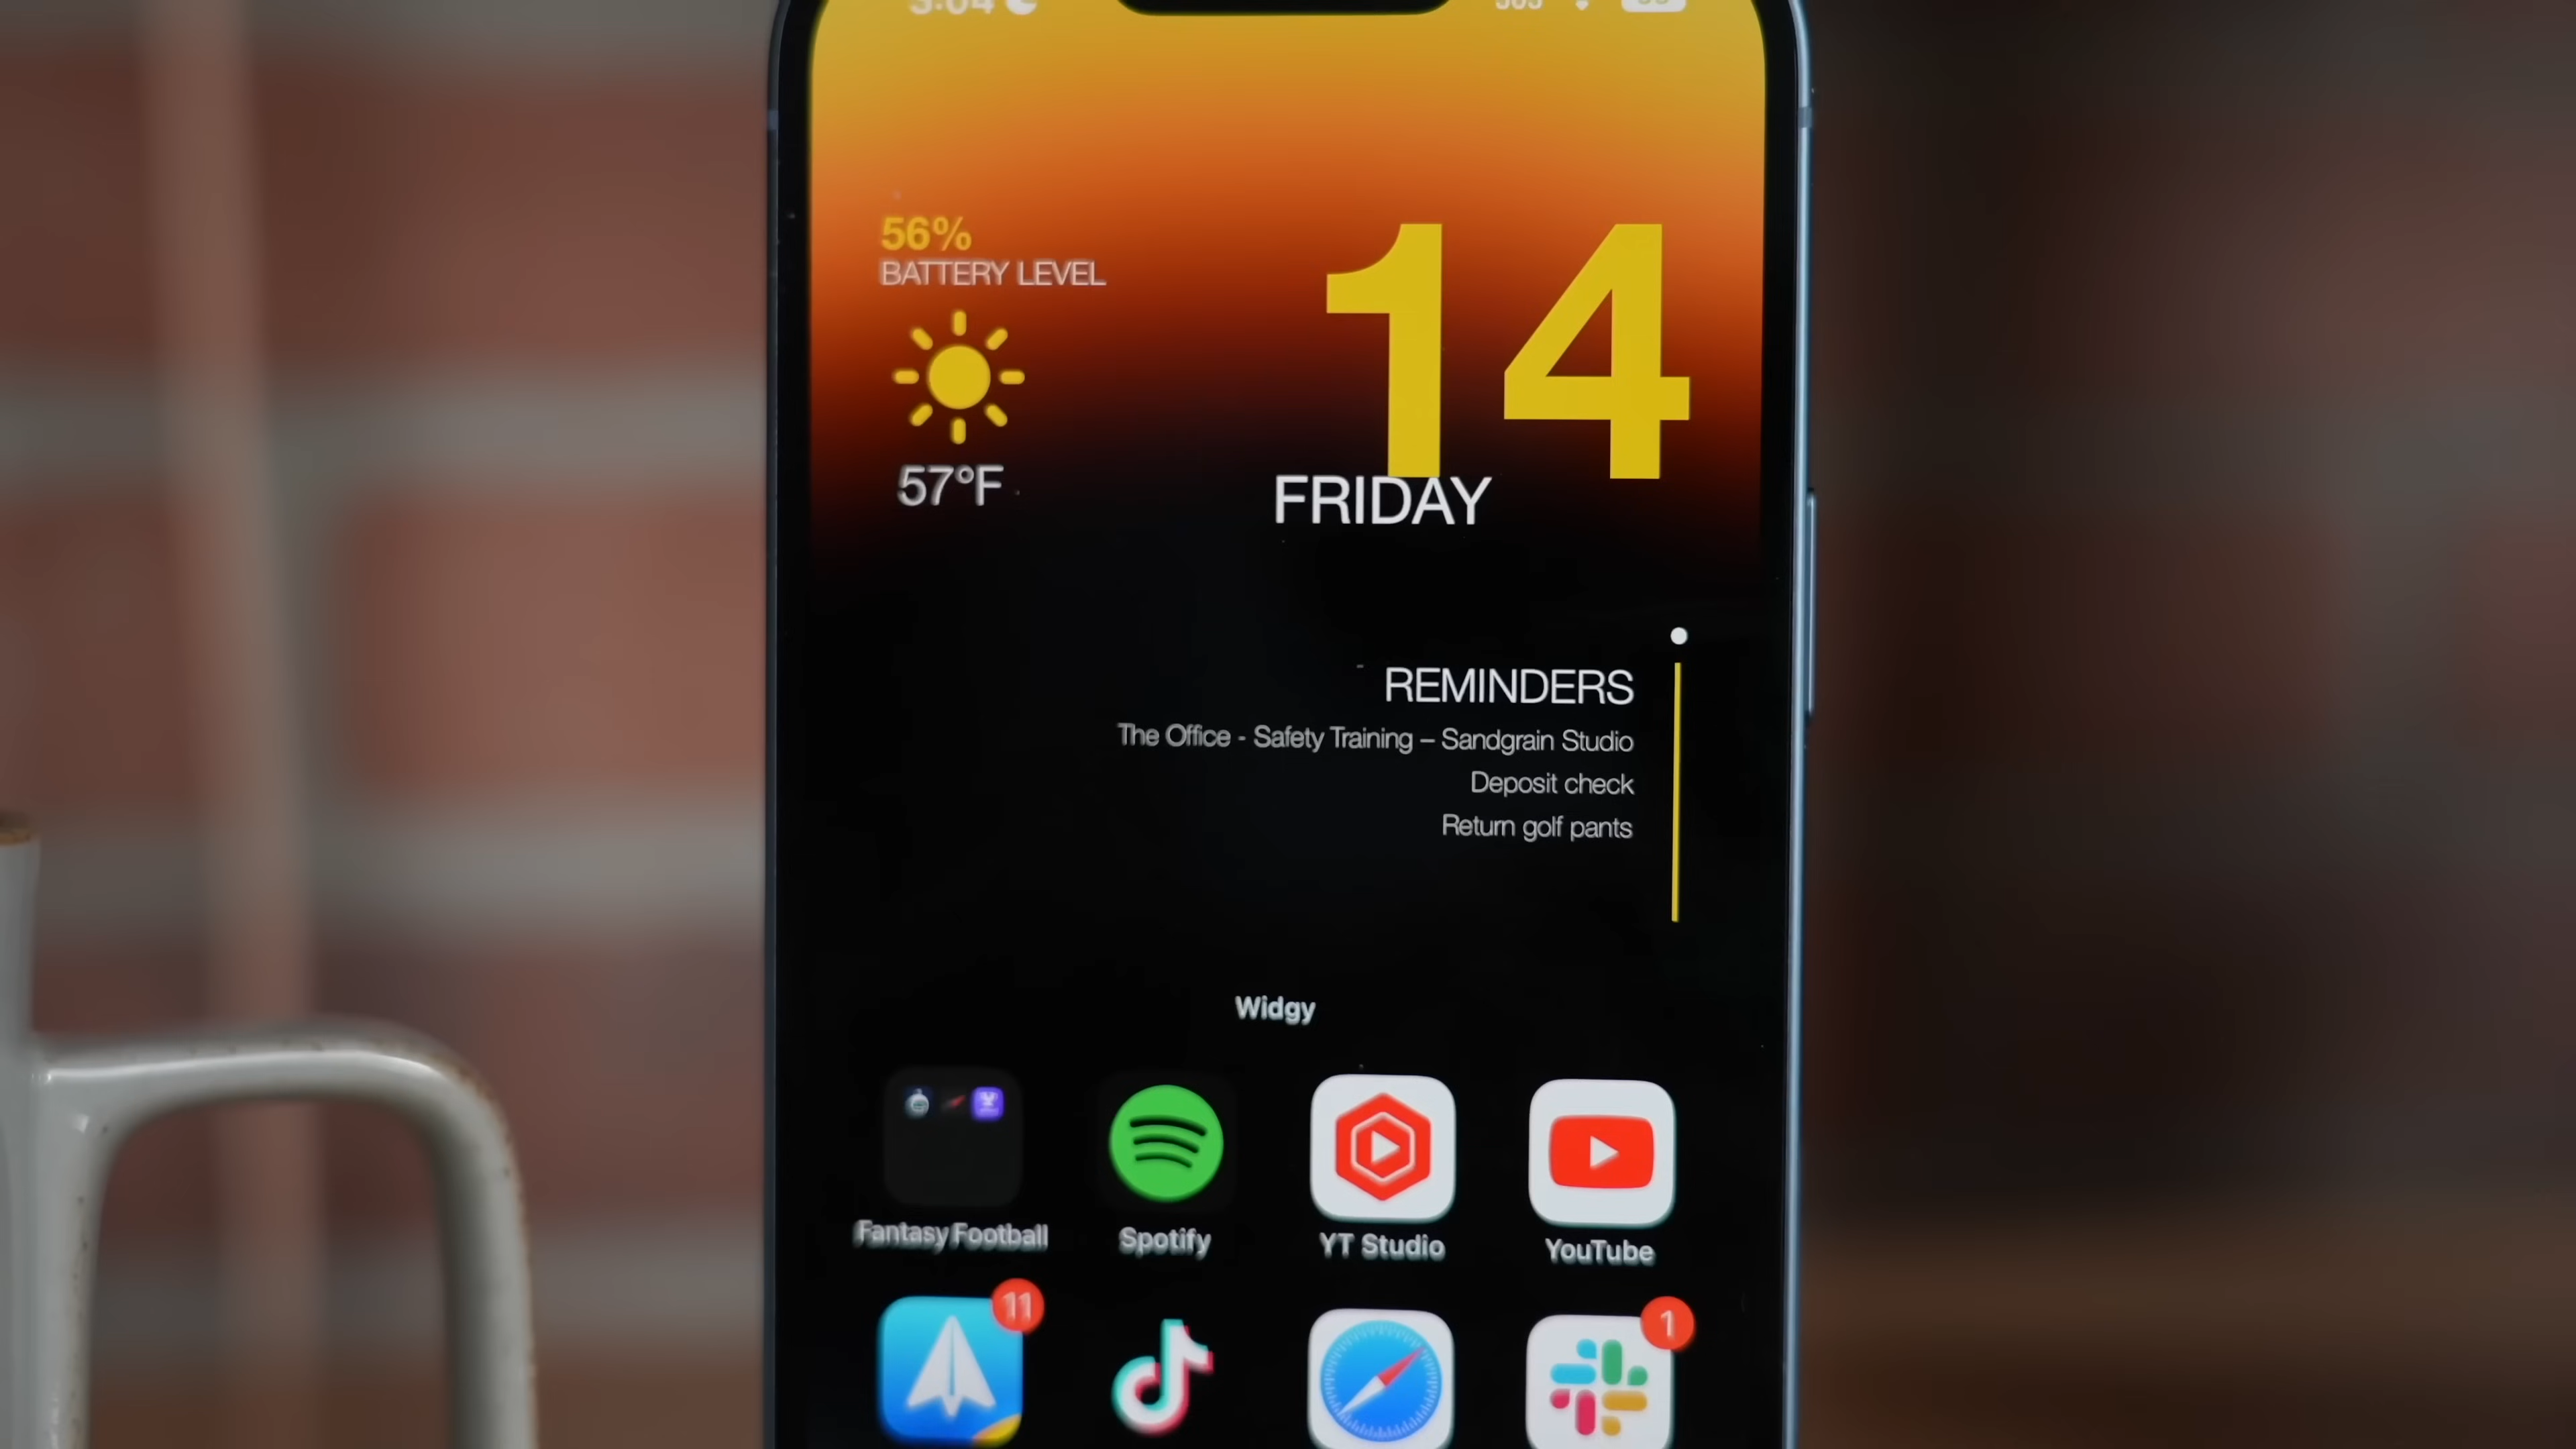 56%
BATTERY LEVEL
57°F
14
FRIDAY
REMINDERS
The Office - Safety Training – Sandgrain Studio
Deposit check
Return golf pants
Widgy
Fantasy Football
Spotify
YT Studio
YouTube
11
1